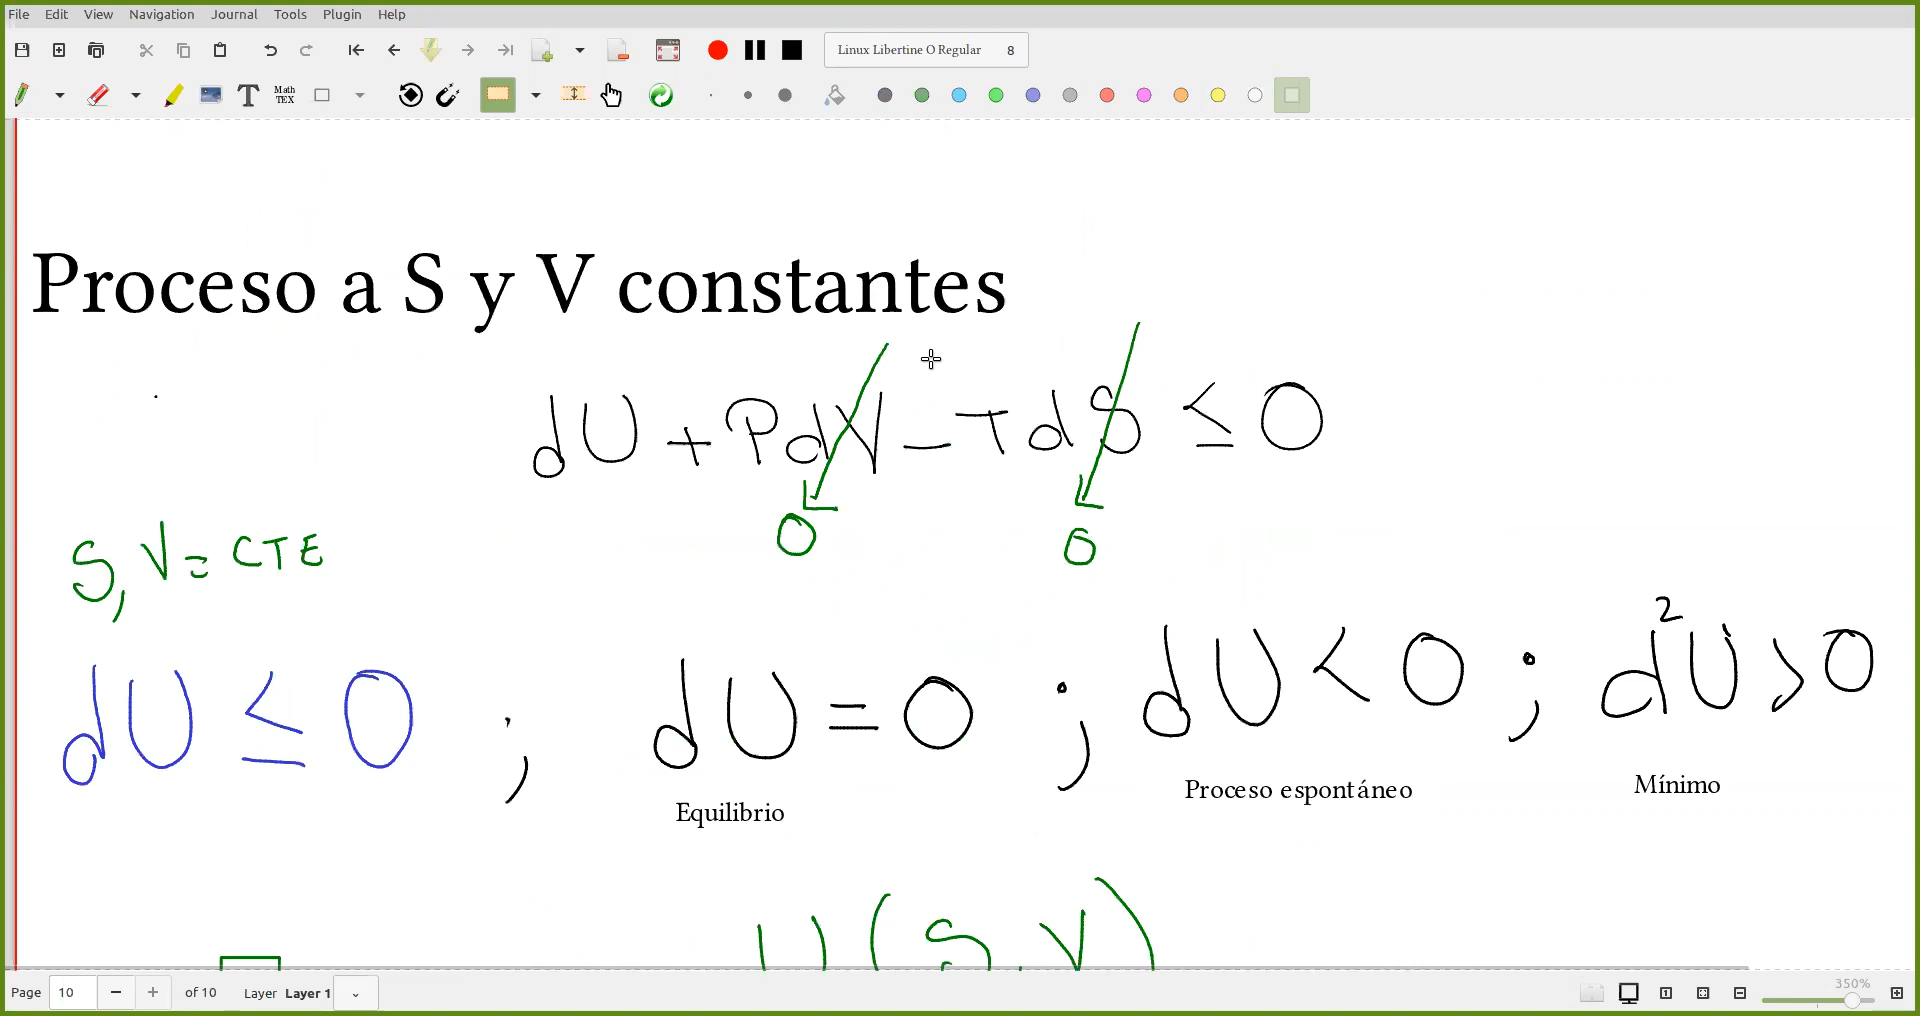 File Edit View Navigation Journal Tools Plugin Help
Linux Libertine O Regular 8
T Math TEX
Proceso a S y V constantes
dU + PdV - TdS ≤ 0
0 0
S, V = CTE
dU ≤ 0 ; dU = 0 ; dU < 0 ; d²U > 0
Equilibrio Proceso espontáneo Mínimo
U(S, V)
Page 10 of 10 Layer Layer 1 350%